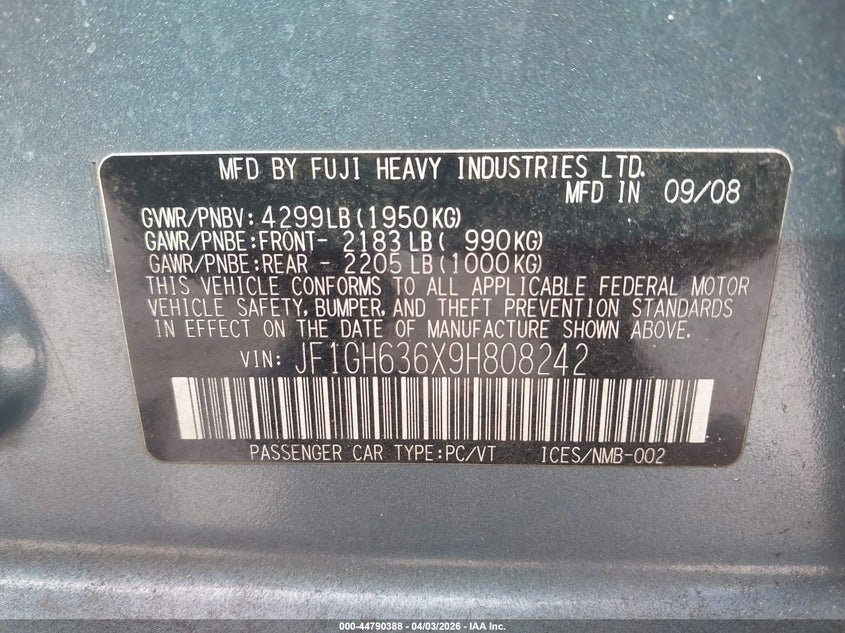 MFD BY FUJI HEAVY INDUSTRIES LTD.
MFD IN 09/08
GVWR/PNBV: 4299LB(1950KG)
GAWR/PNBE:FRONT- 2183LB( 990KG)
GAWR/PNBE:REAR - 2205LB(1000KG)
THIS VEHICLE CONFORMS TO ALL APPLICABLE FEDERAL MOTOR
VEHICLE SAFETY, BUMPER, AND THEFT PREVENTION STANDARDS
IN EFFECT ON THE DATE OF MANUFACTURE SHOWN ABOVE.
VIN: JF1GH636X9H808242
PASSENGER CAR TYPE:PC/VT ICES/NMB-002
000-44790388 - 04/03/2026 - IAA Inc.